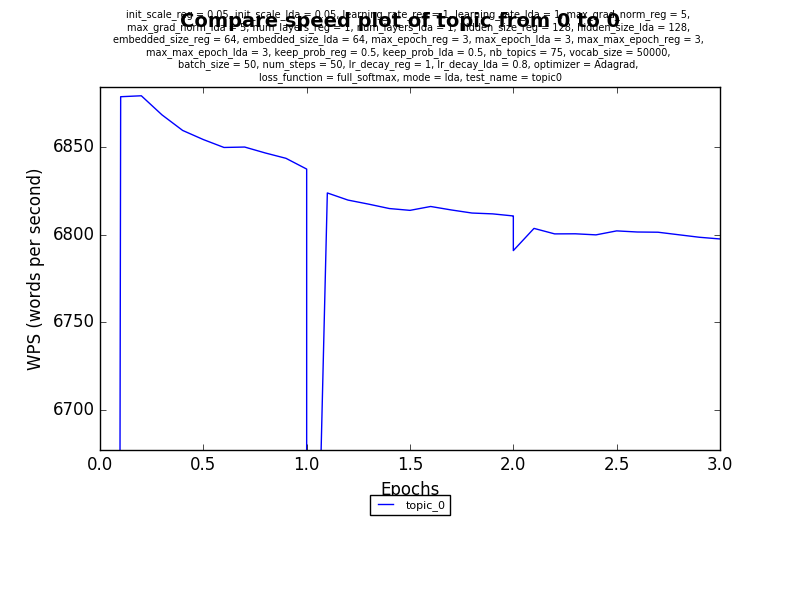 Compare speed plot of topic from 0 to 0
init_scale_reg = 0.05, init_scale_lda = 0.05, learning_rate_reg = 1, learning_rate_lda = 1, max_grad_norm_reg = 5,
max_grad_norm_lda = 5, num_layers_reg = 1, num_layers_lda = 1, hidden_size_reg = 128, hidden_size_lda = 128,
embedded_size_reg = 64, embedded_size_lda = 64, max_epoch_reg = 3, max_epoch_lda = 3, max_max_epoch_reg = 3,
max_max_epoch_lda = 3, keep_prob_reg = 0.5, keep_prob_lda = 0.5, nb_topics = 75, vocab_size = 50000,
batch_size = 50, num_steps = 50, lr_decay_reg = 1, lr_decay_lda = 0.8, optimizer = Adagrad,
loss_function = full_softmax, mode = lda, test_name = topic0
WPS (words per second)
6850
6800
6750
6700
0.0 0.5 1.0 1.5 2.0 2.5 3.0
Epochs
topic_0